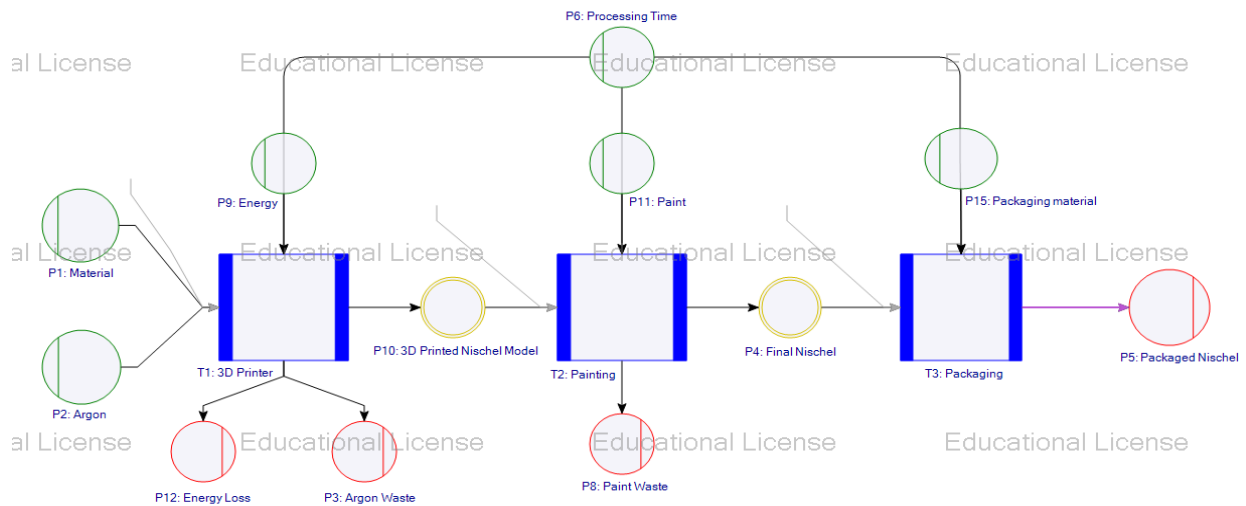 P6: Processing Time
al License
Educational License
Educational License
Educational License
P9: Energy
P11: Paint
P15: Packaging material
al License
Educational License
Educational License
Educational License
P1: Material
P10: 3D Printed Nischel Model
P4: Final Nischel
P5: Packaged Nischel
T1: 3D Printer
T2: Painting
T3: Packaging
P2: Argon
al License
Educational License
Educational License
Educational License
P12: Energy Loss
P3: Argon Waste
P8: Paint Waste